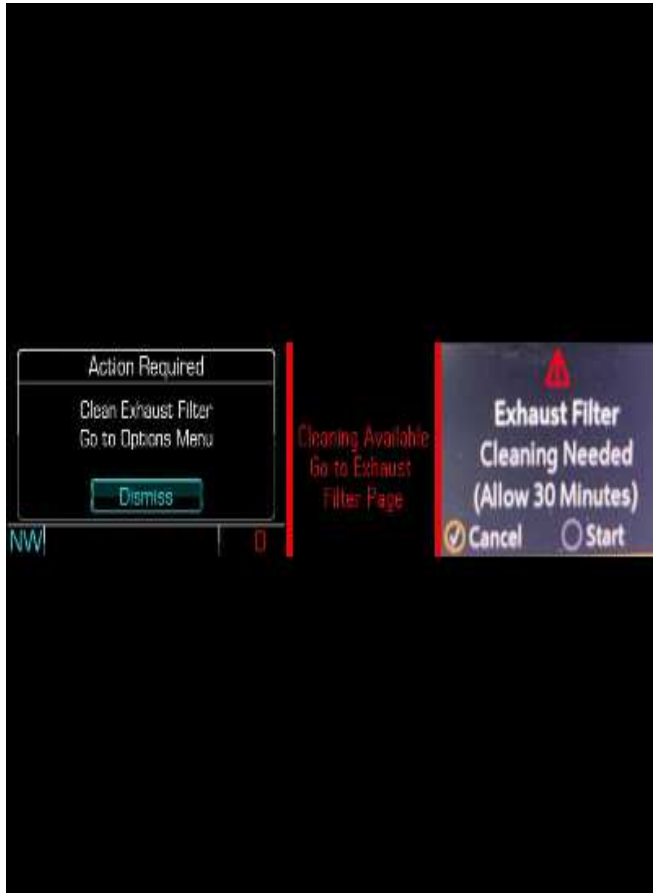 Action Required
Clean Exhaust Filter
Go to Options Menu
Dismiss
NW
0
Cleaning Available
Go to Exhaust
Filter Page
Exhaust Filter
Cleaning Needed
(Allow 30 Minutes)
Cancel
Start